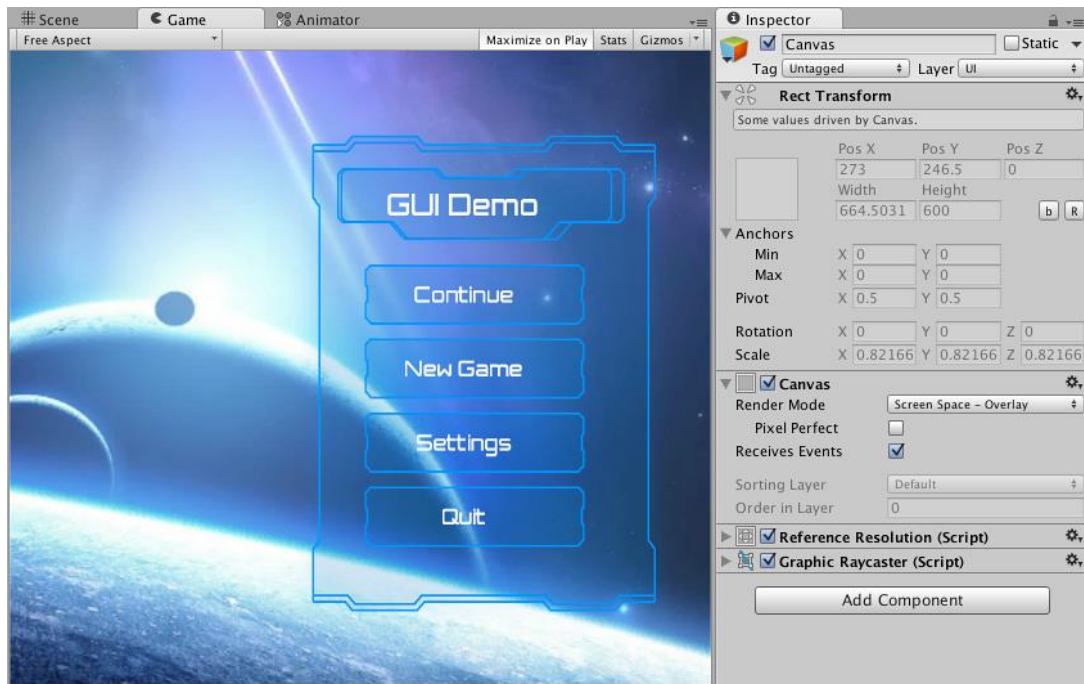 Scene Game Animator
Free Aspect Maximize on Play Stats Gizmos
GUI Demo
Continue
New Game
Settings
Quit
Inspector
Canvas Static
Tag Untagged Layer UI
Rect Transform
Some values driven by Canvas.
Pos X Pos Y Pos Z
273 246.5 0
Width Height
664.5031 600 b R
Anchors
Min X 0 Y 0
Max X 0 Y 0
Pivot X 0.5 Y 0.5
Rotation X 0 Y 0 Z 0
Scale X 0.82166 Y 0.82166 Z 0.82166
Canvas
Render Mode Screen Space - Overlay
Pixel Perfect
Receives Events
Sorting Layer Default
Order in Layer 0
Reference Resolution (Script)
Graphic Raycaster (Script)
Add Component